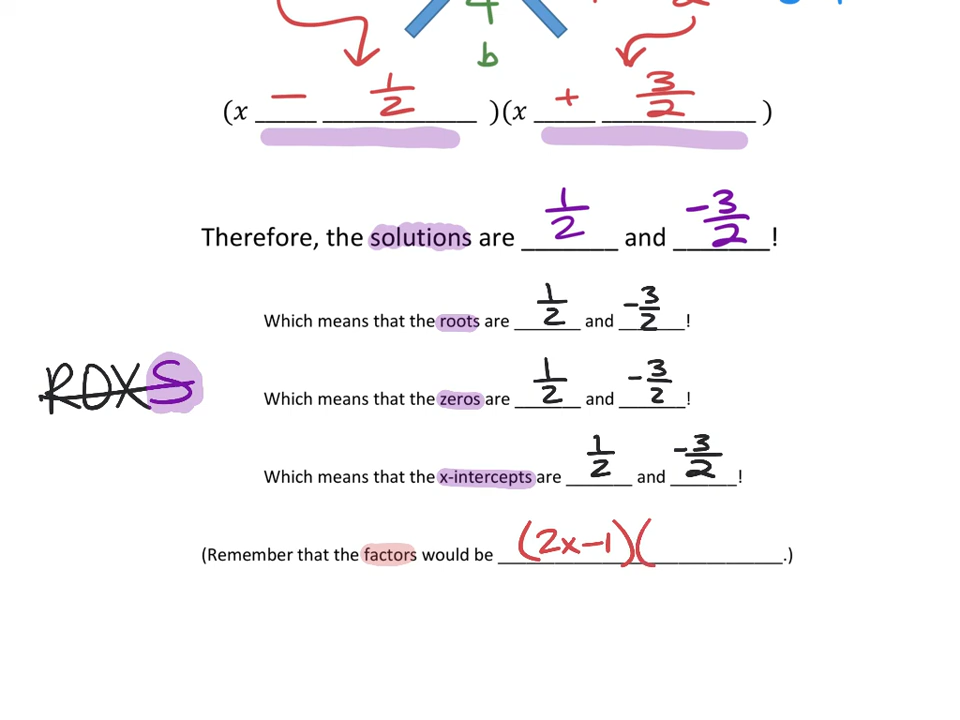 4
b
(x − 1/2 )(x + 3/2 )
Therefore, the solutions are 1/2 and -3/2 !
Which means that the roots are 1/2 and -3/2 !
ROXS
Which means that the zeros are 1/2 and -3/2 !
Which means that the x-intercepts are 1/2 and -3/2 !
(Remember that the factors would be (2x-1)( .)